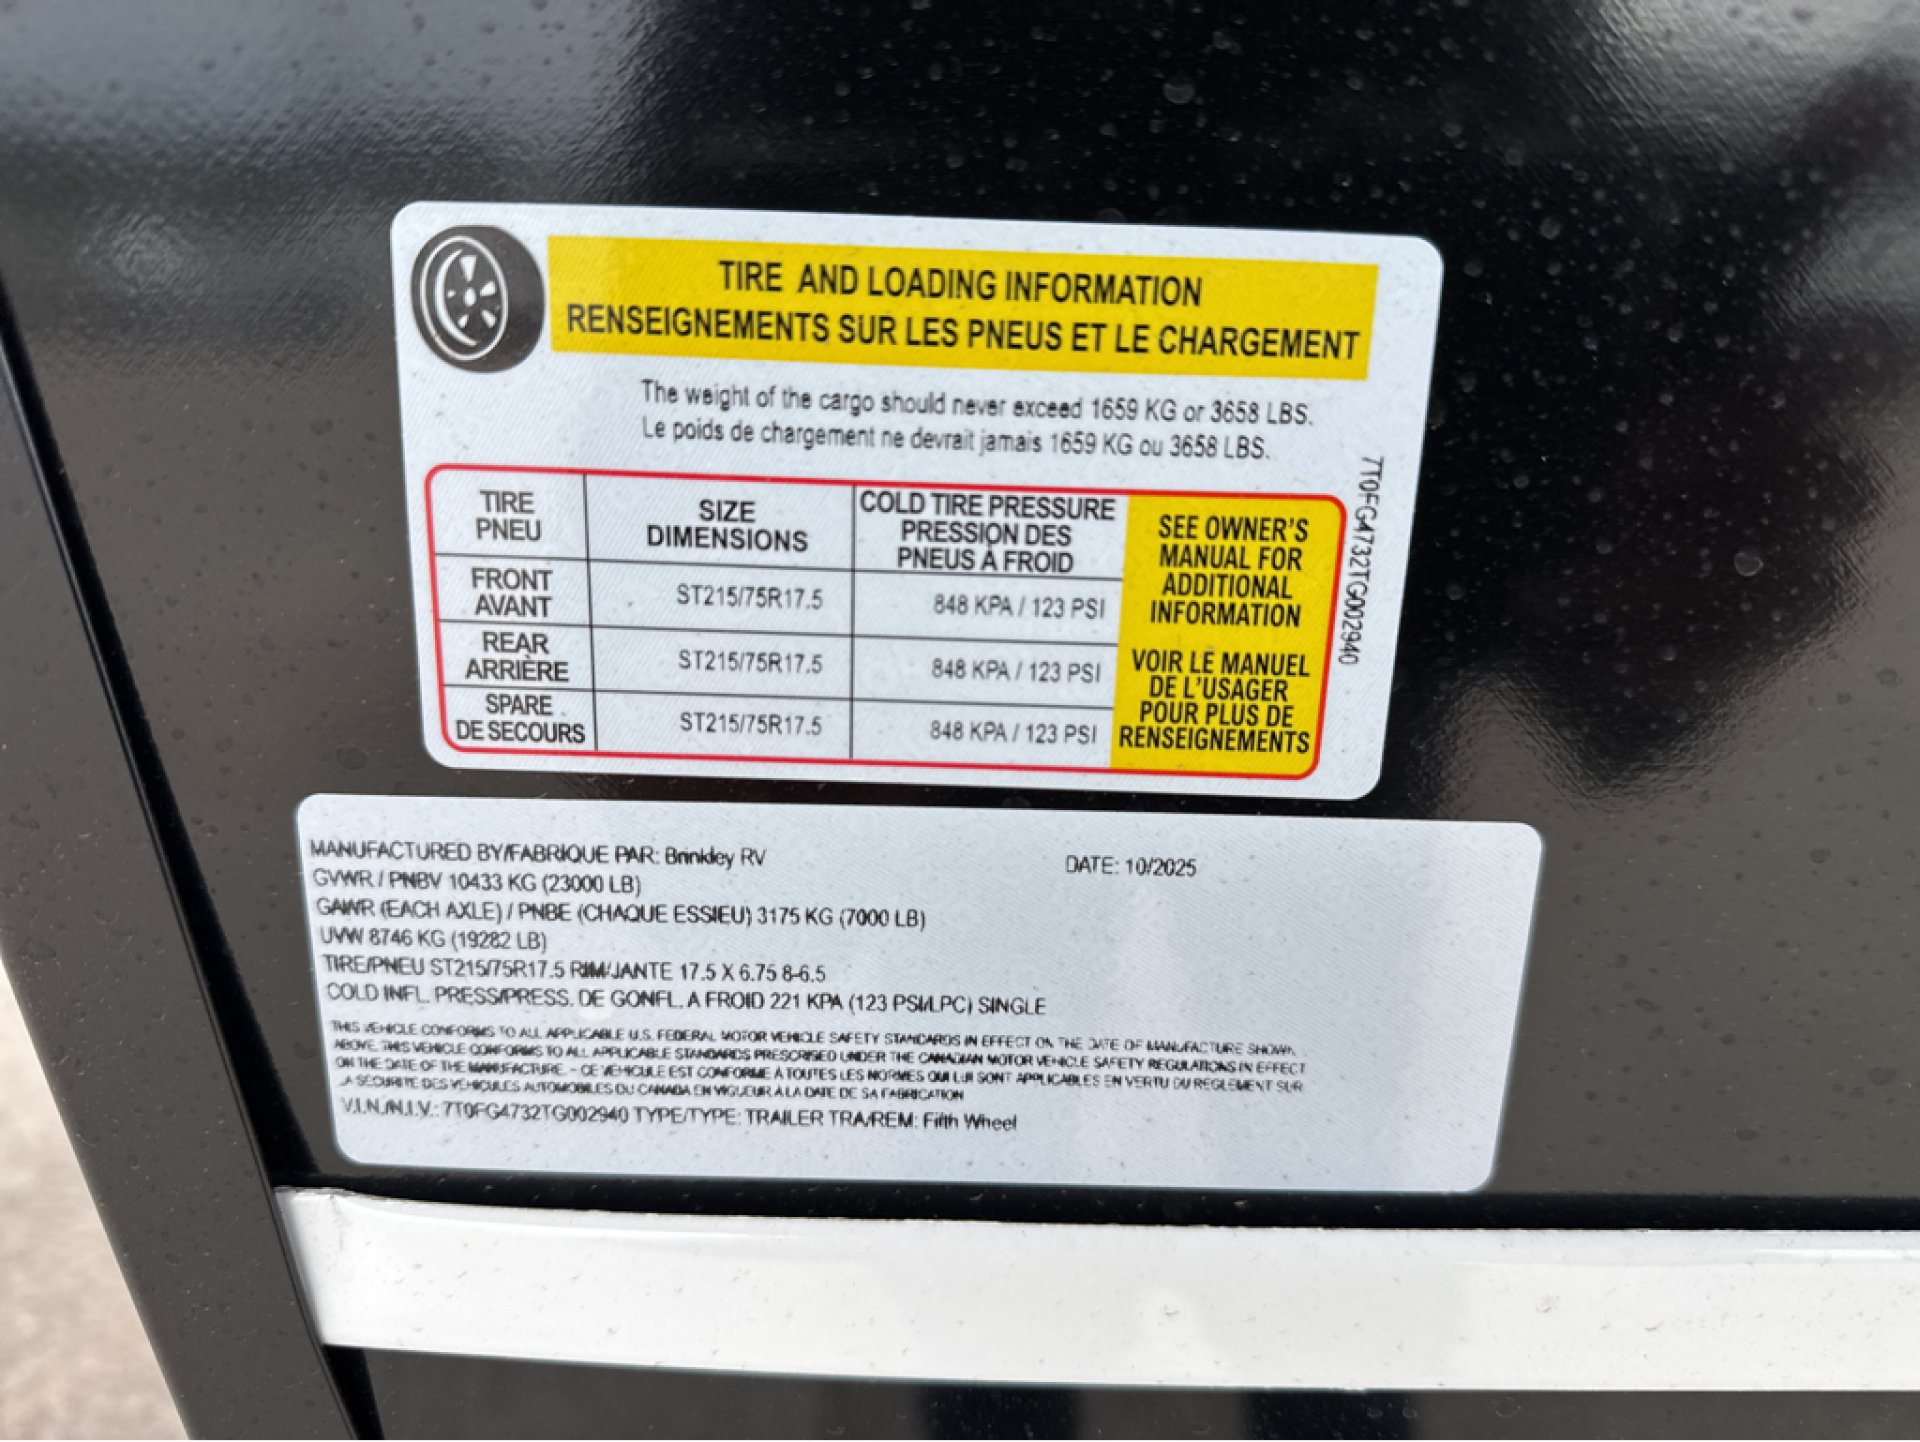 TIRE AND LOADING INFORMATION
RENSEIGNEMENTS SUR LES PNEUS ET LE CHARGEMENT
The weight of the cargo should never exceed 1659 KG or 3658 LBS.
Le poids de chargement ne devrait jamais 1659 KG ou 3658 LBS.
TIRE
PNEU
SIZE
DIMENSIONS
COLD TIRE PRESSURE
PRESSION DES
PNEUS À FROID
FRONT
AVANT
ST215/75R17.5
848 KPA / 123 PSI
REAR
ARRIÈRE
ST215/75R17.5
848 KPA / 123 PSI
SPARE
DE SECOURS
ST215/75R17.5
848 KPA / 123 PSI
SEE OWNER'S
MANUAL FOR
ADDITIONAL
INFORMATION
VOIR LE MANUEL
DE L'USAGER
POUR PLUS DE
RENSEIGNEMENTS
7T0FG4732TG002940
MANUFACTURED BY/FABRIQUE PAR: Brinkley RV DATE: 10/2025
GVWR / PNBV 10433 KG (23000 LB)
GAWR (EACH AXLE) / PNBE (CHAQUE ESSIEU) 3175 KG (7000 LB)
UVW 8746 KG (19282 LB)
TIRE/PNEU ST215/75R17.5 RIM/JANTE 17.5 X 6.75 8-6.5
COLD INFL. PRESS/PRESS. DE GONFL. A FROID 221 KPA (123 PSI/LPC) SINGLE
THIS VEHICLE CONFORMS TO ALL APPLICABLE U.S. FEDERAL MOTOR VEHICLE SAFETY STANDARDS IN EFFECT ON THE DATE OF MANUFACTURE SHOWN
ABOVE. THIS VEHICLE CONFORMS TO ALL APPLICABLE STANDARDS PRESCRIBED UNDER THE CANADIAN MOTOR VEHICLE SAFETY REGULATIONS IN EFFECT
ON THE DATE OF THE MANUFACTURE. - CE VEHICULE EST CONFORME À TOUTES LES NORMES QUI LUI SONT APPLICABLES EN VERTU DU REGLEMENT SUR
LA SÉCURITÉ DES VÉHICULES AUTOMOBILES DU CANADA EN VIGUEUR À LA DATE DE SA FABRICATION
V.I.N./N.I.V.: 7T0FG4732TG002940 TYPE/TYPE: TRAILER TRA/REM: Fifth Wheel